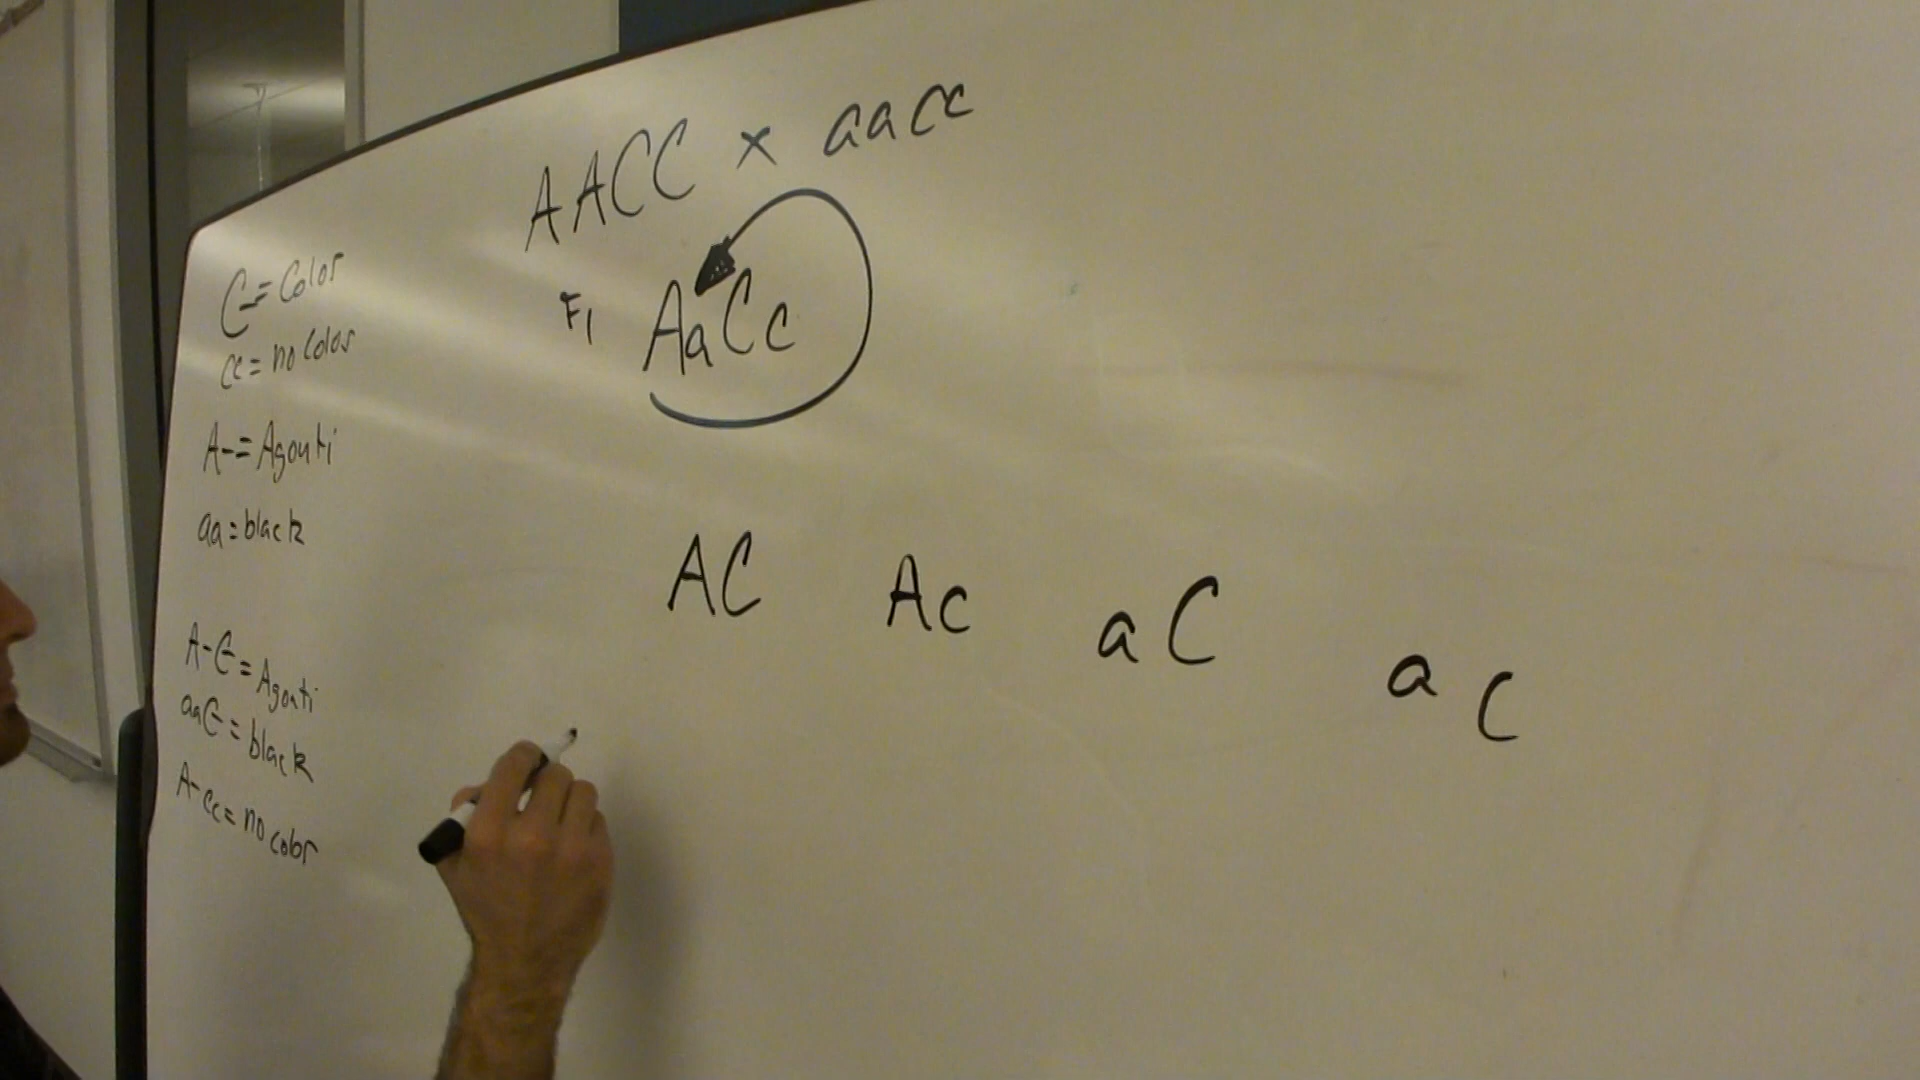 AACC x aacc
F1 AaCc
C-= Color
cc = no Color
A-= Agouti
aa = black
AC Ac aC ac
A-C- = Agouti
aaC- = black
A-cc = no color